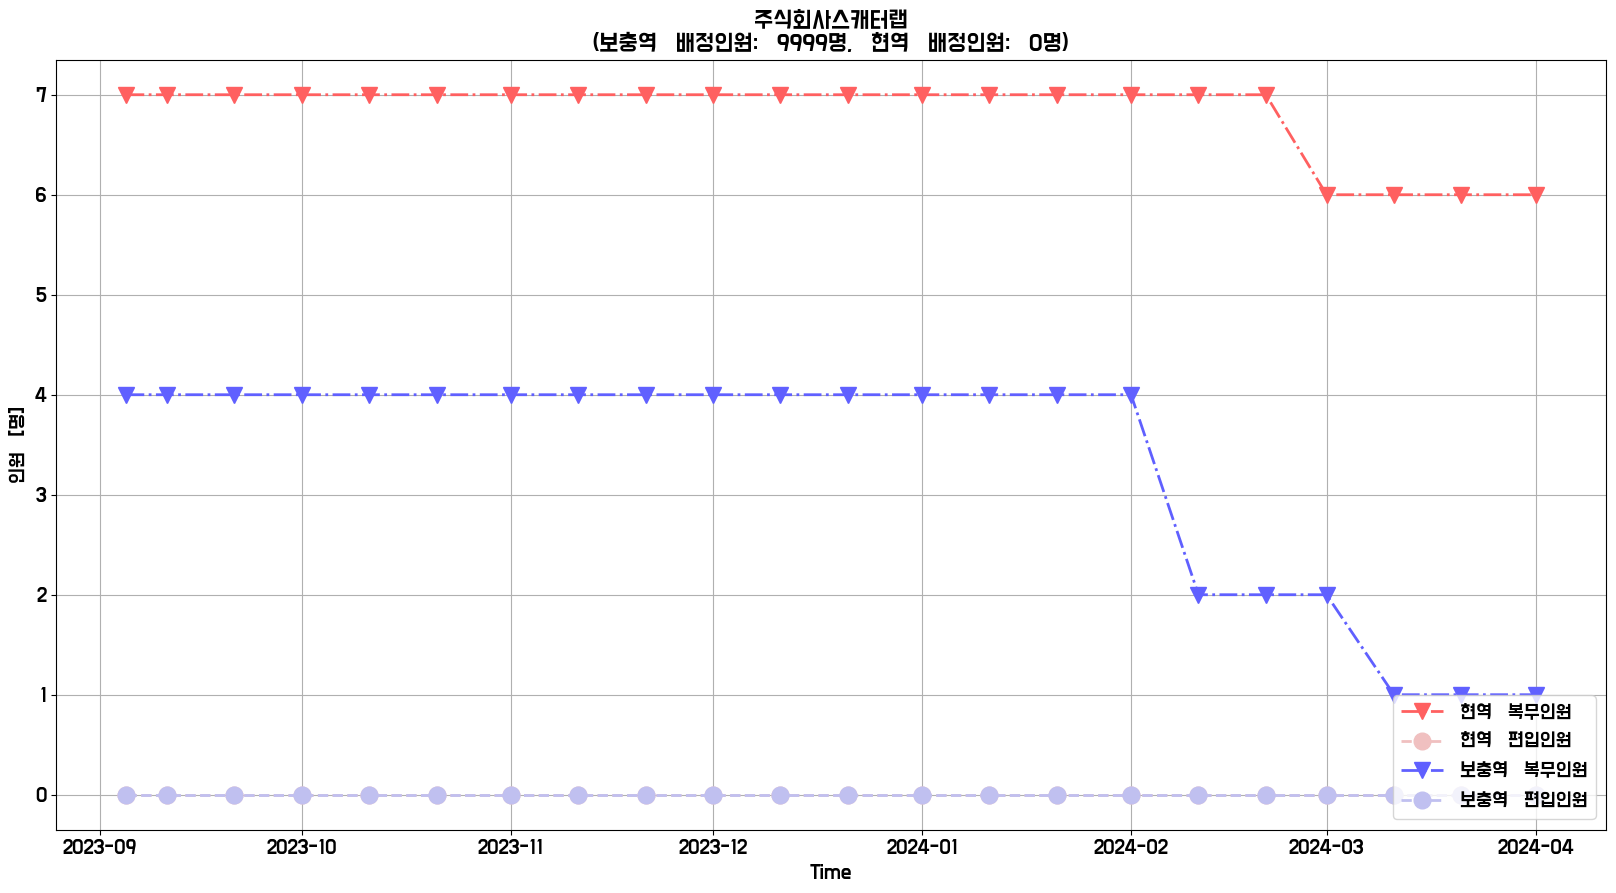 주식회사스캐터랩
(보충역 배정인원: 9999명, 현역 배정인원: 0명)
7
6
5
4
3
2
1
0
인원 [명]
2023-09 2023-10 2023-11 2023-12 2024-01 2024-02 2024-03 2024-04
Time
현역 복무인원
현역 편입인원
보충역 복무인원
보충역 편입인원